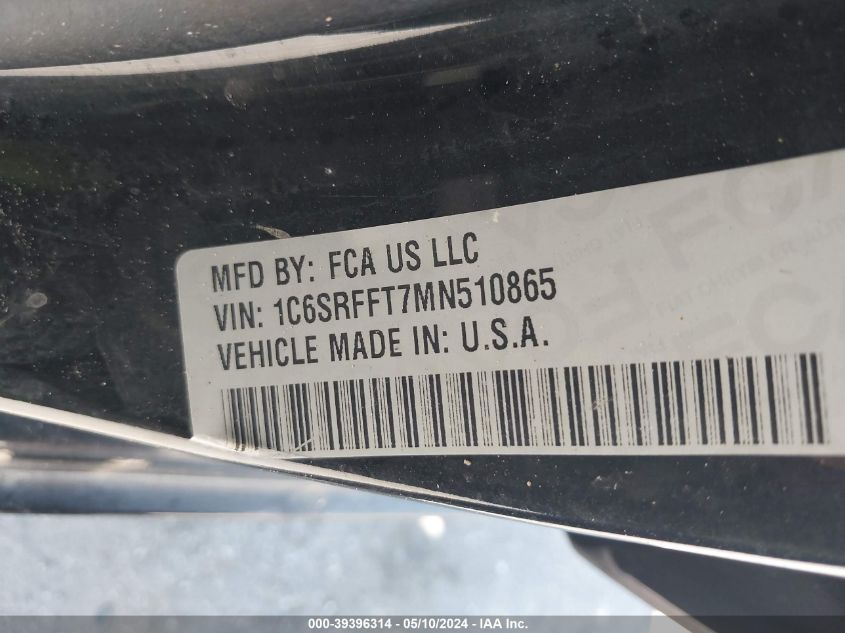 MFD BY: FCA US LLC
VIN: 1C6SRFFT7MN510865
VEHICLE MADE IN: U.S.A.
000-39396314 - 05/10/2024 - IAA Inc.